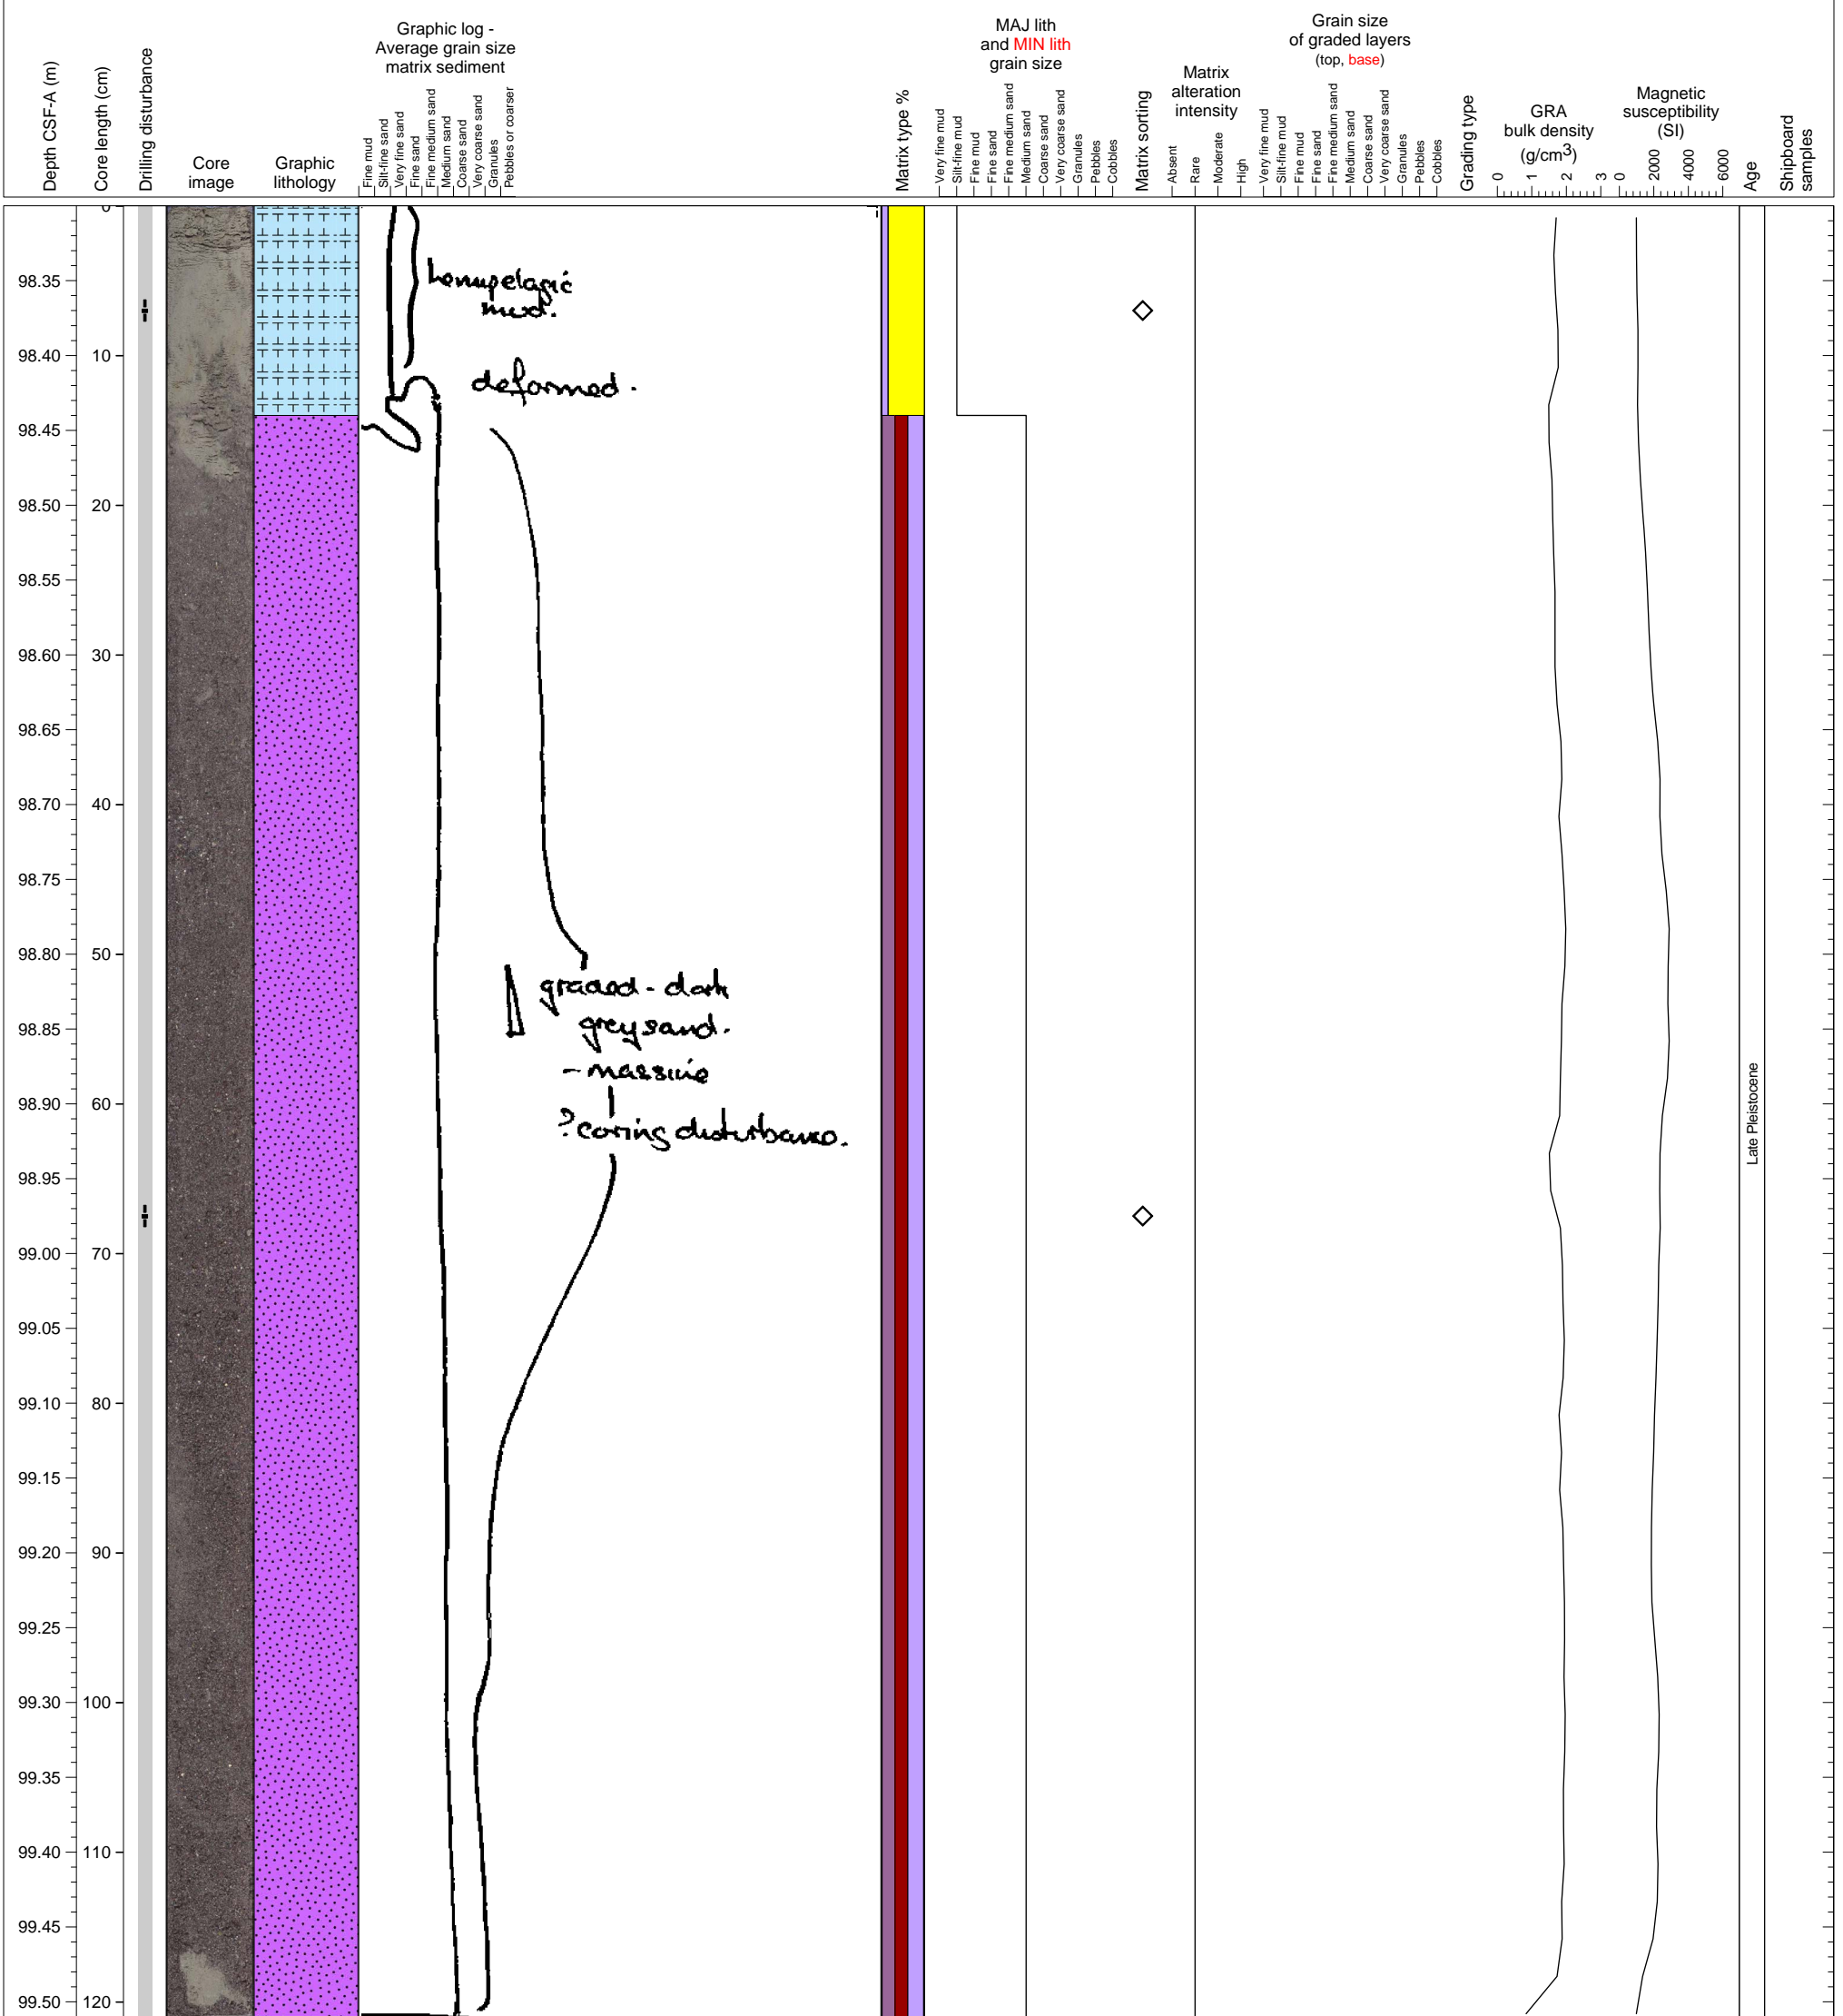 Depth CSF-A (m)
Core length (cm)
Drilling disturbance
Core
image
Graphic
lithology
Graphic log -
Average grain size
matrix sediment
Fine mud
Silt-fine sand
Very fine sand
Fine sand
Fine medium sand
Medium sand
Coarse sand
Very coarse sand
Granules
Pebbles or coarser
Matrix type %
MAJ lith
and MIN lith
grain size
Very fine mud
Silt-fine mud
Fine mud
Fine sand
Fine medium sand
Medium sand
Coarse sand
Very coarse sand
Granules
Pebbles
Cobbles
Matrix sorting
Matrix
alteration
intensity
Absent
Rare
Moderate
High
Grain size
of graded layers
(top, base)
Very fine mud
Silt-fine mud
Fine mud
Fine sand
Fine medium sand
Medium sand
Coarse sand
Very coarse sand
Granules
Pebbles
Cobbles
Grading type
GRA
bulk density
(g/cm3)
0 1 2 3
Magnetic
susceptibility
(SI)
0 2000 4000 6000
Age
Shipboard
samples
0
98.35
98.40 10
98.45
98.50 20
98.55
98.60 30
98.65
98.70 40
98.75
98.80 50
98.85
98.90 60
98.95
99.00 70
99.05
99.10 80
99.15
99.20 90
99.25
99.30 100
99.35
99.40 110
99.45
99.50 120
hemipelagic
mud.
deformed.
graded - dark
grey sand.
- massive
? coring disturbance.
Late Pleistocene